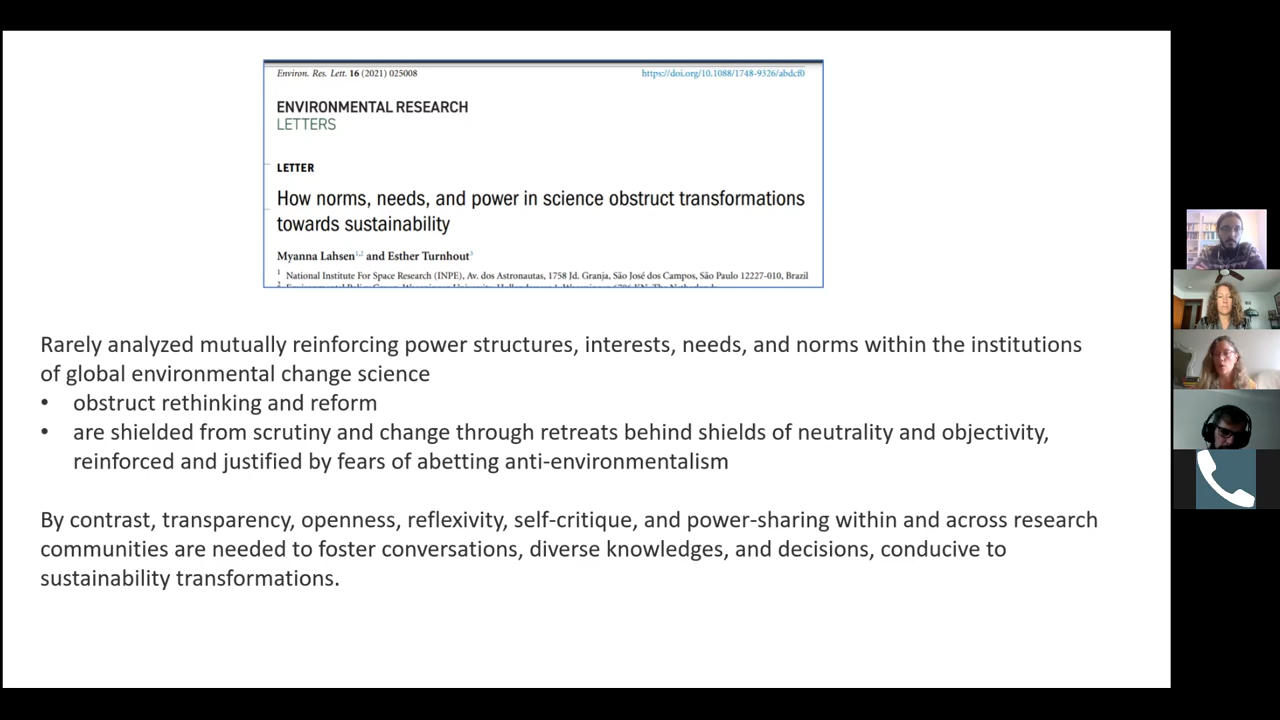 Environ. Res. Lett. 16 (2021) 025008
https://doi.org/10.1088/1748-9326/abdcf0
ENVIRONMENTAL RESEARCH
LETTERS
LETTER
How norms, needs, and power in science obstruct transformations
towards sustainability
Myanna Lahsen1,2 and Esther Turnhout3
1 National Institute For Space Research (INPE), Av. dos Astronautas, 1758 Jd. Granja, São José dos Campos, São Paulo 12227-010, Brazil
Rarely analyzed mutually reinforcing power structures, interests, needs, and norms within the institutions
of global environmental change science
• obstruct rethinking and reform
• are shielded from scrutiny and change through retreats behind shields of neutrality and objectivity,
reinforced and justified by fears of abetting anti-environmentalism
By contrast, transparency, openness, reflexivity, self-critique, and power-sharing within and across research
communities are needed to foster conversations, diverse knowledges, and decisions, conducive to
sustainability transformations.